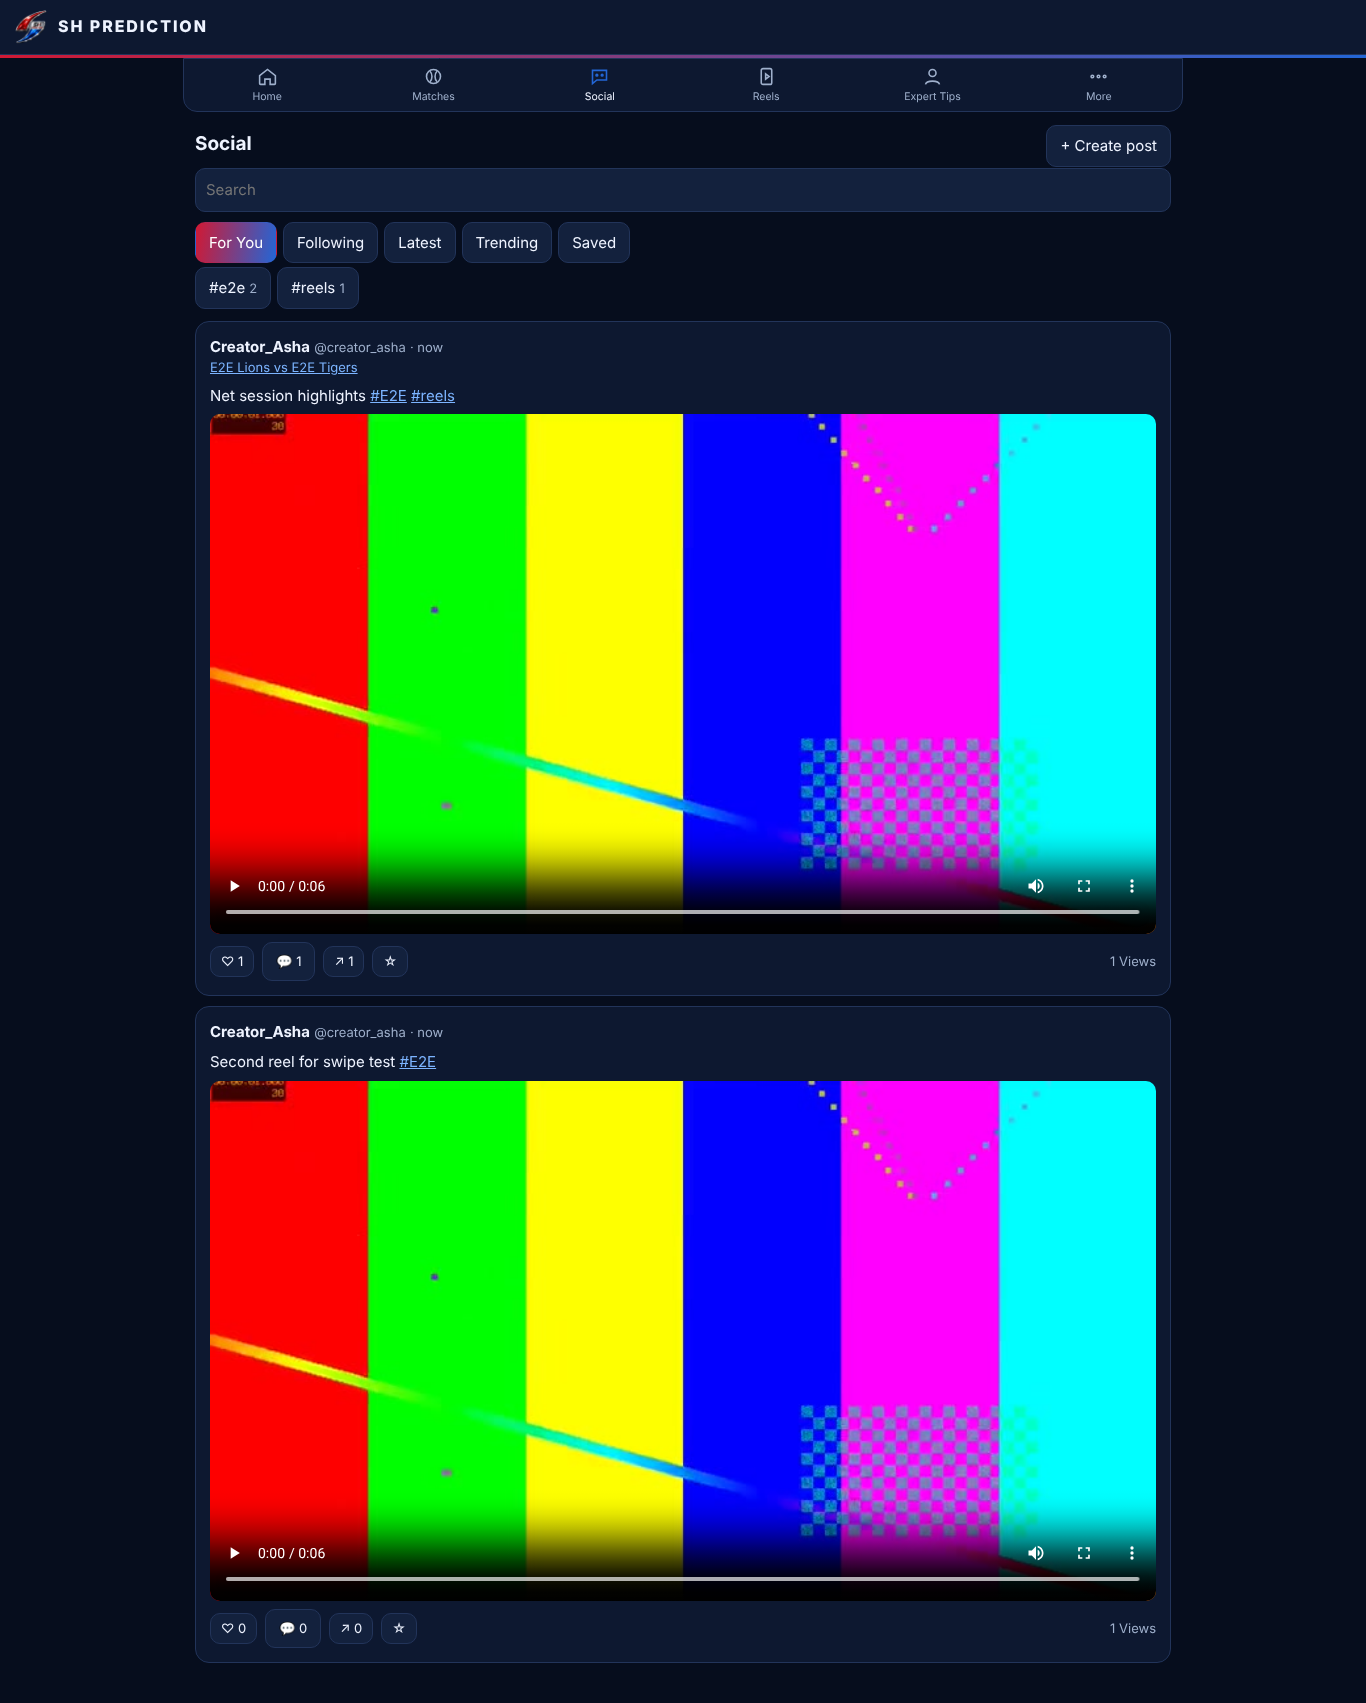 SH PREDICTION
Home
Matches
Social
Reels
Expert Tips
More
Social
+ Create post
Search
For You
Following
Latest
Trending
Saved
#e2e 2
#reels 1
Creator_Asha @creator_asha · now
E2E Lions vs E2E Tigers
Net session highlights #E2E #reels
30
0:00 / 0:06
♡ 1
💬 1
↗ 1
☆
1 Views
Creator_Asha @creator_asha · now
Second reel for swipe test #E2E
30
0:00 / 0:06
♡ 0
💬 0
↗ 0
☆
1 Views